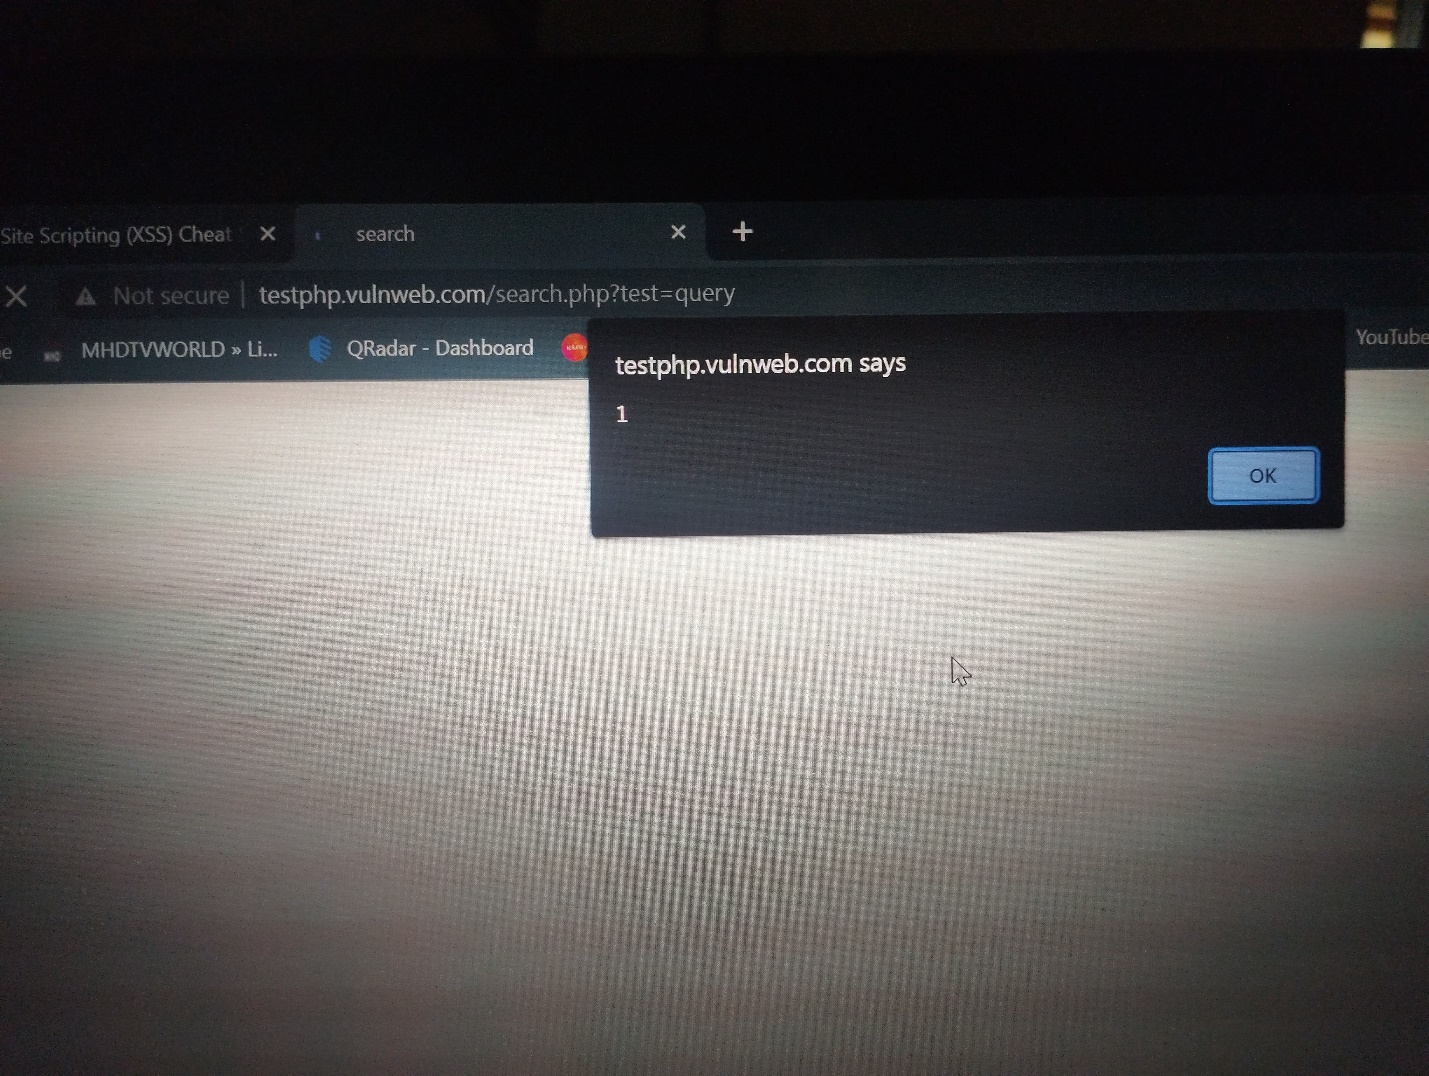 Site Scripting (XSS) Cheat
search
Not secure | testphp.vulnweb.com/search.php?test=query
e
MHDTVWORLD » Li...
QRadar - Dashboard
YouTube
testphp.vulnweb.com says
1
OK